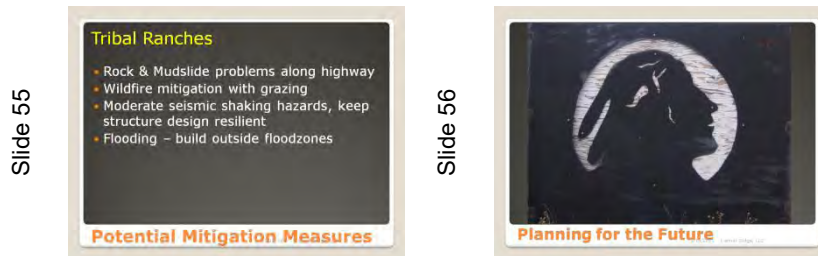 Slide 55
Tribal Ranches
Rock & Mudslide problems along highway
Wildfire mitigation with grazing
Moderate seismic shaking hazards, keep
structure design resilient
Flooding – build outside floodzones
Potential Mitigation Measures
Slide 56
Planning for the Future